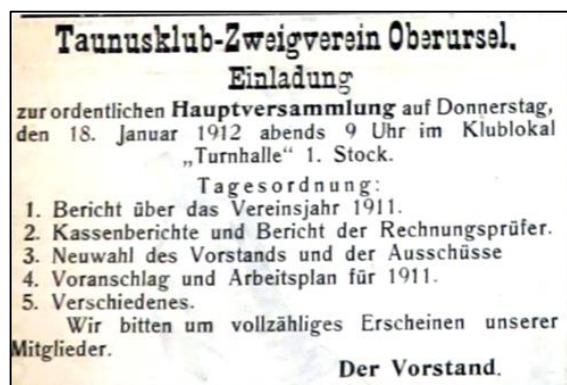 Taunusklub-Zweigverein Oberursel.
Einladung
zur ordentlichen Hauptversammlung auf Donnerstag,
den 18. Januar 1912 abends 9 Uhr im Klublokal
„Turnhalle“ 1. Stock.
Tagesordnung:
1. Bericht über das Vereinsjahr 1911.
2. Kassenberichte und Bericht der Rechnungsprüfer.
3. Neuwahl des Vorstands und der Ausschüsse
4. Voranschlag und Arbeitsplan für 1911.
5. Verschiedenes.
Wir bitten um vollzähliges Erscheinen unserer
Mitglieder.
Der Vorstand.